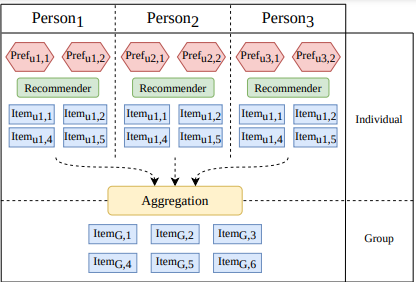 Person1 Person2 Person3
Prefu1,1 Prefu1,2 Prefu2,1 Prefu2,2 Prefu3,1 Prefu3,2
Recommender Recommender Recommender
Itemu1,1 Itemu1,2 Itemu1,1 Itemu1,2 Itemu1,1 Itemu1,2
Individual
Itemu1,4 Itemu1,5 Itemu1,4 Itemu1,5 Itemu1,4 Itemu1,5
Aggregation
ItemG,1 ItemG,2 ItemG,3
Group
ItemG,4 ItemG,5 ItemG,6